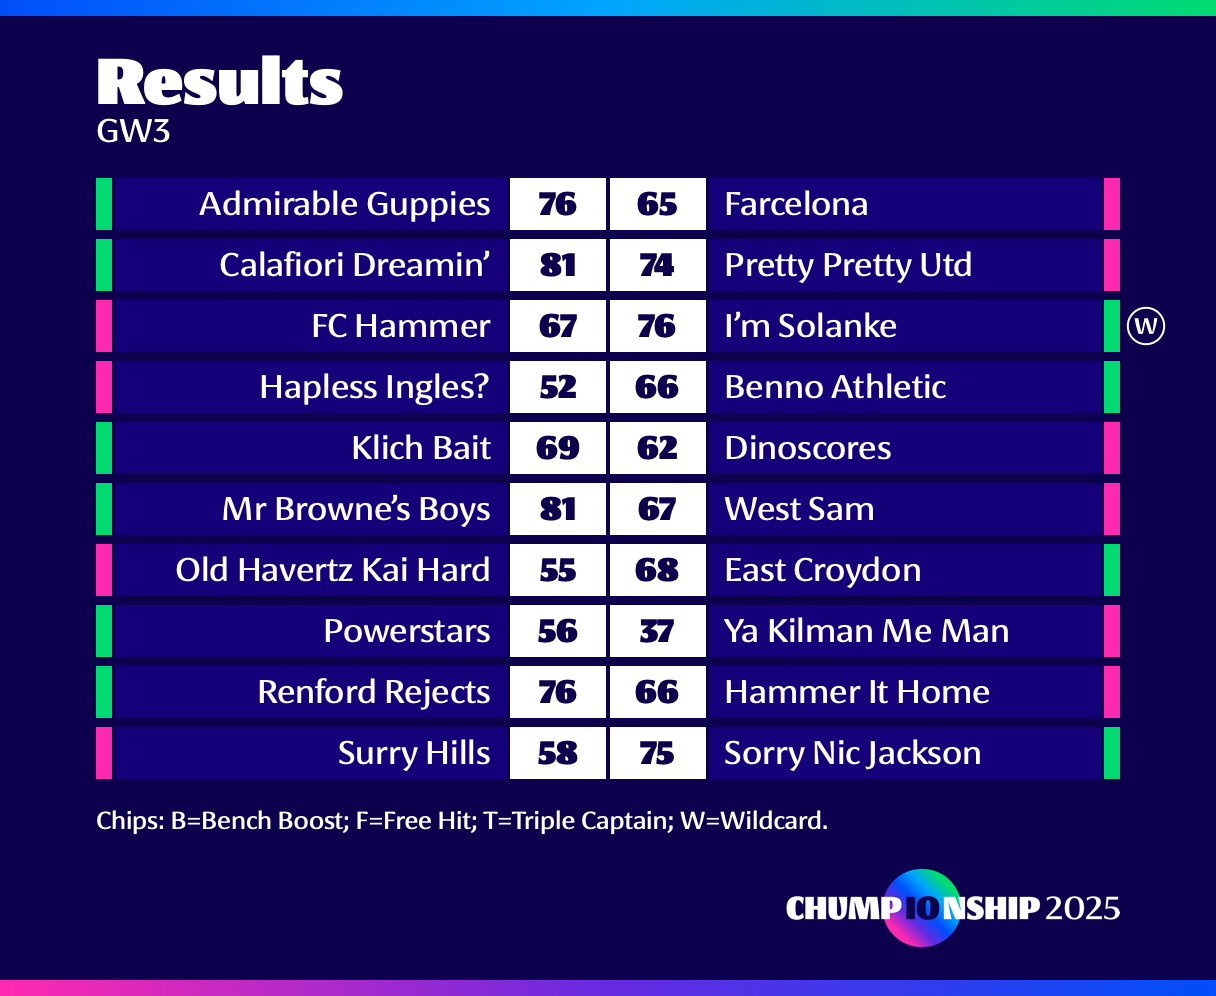 Results
GW3
Admirable Guppies 76 65 Farcelona
Calafiori Dreamin’ 81 74 Pretty Pretty Utd
FC Hammer 67 76 I’m Solanke W
Hapless Ingles? 52 66 Benno Athletic
Klich Bait 69 62 Dinoscores
Mr Browne’s Boys 81 67 West Sam
Old Havertz Kai Hard 55 68 East Croydon
Powerstars 56 37 Ya Kilman Me Man
Renford Rejects 76 66 Hammer It Home
Surry Hills 58 75 Sorry Nic Jackson
Chips: B=Bench Boost; F=Free Hit; T=Triple Captain; W=Wildcard.
CHUMPIONSHIP 2025